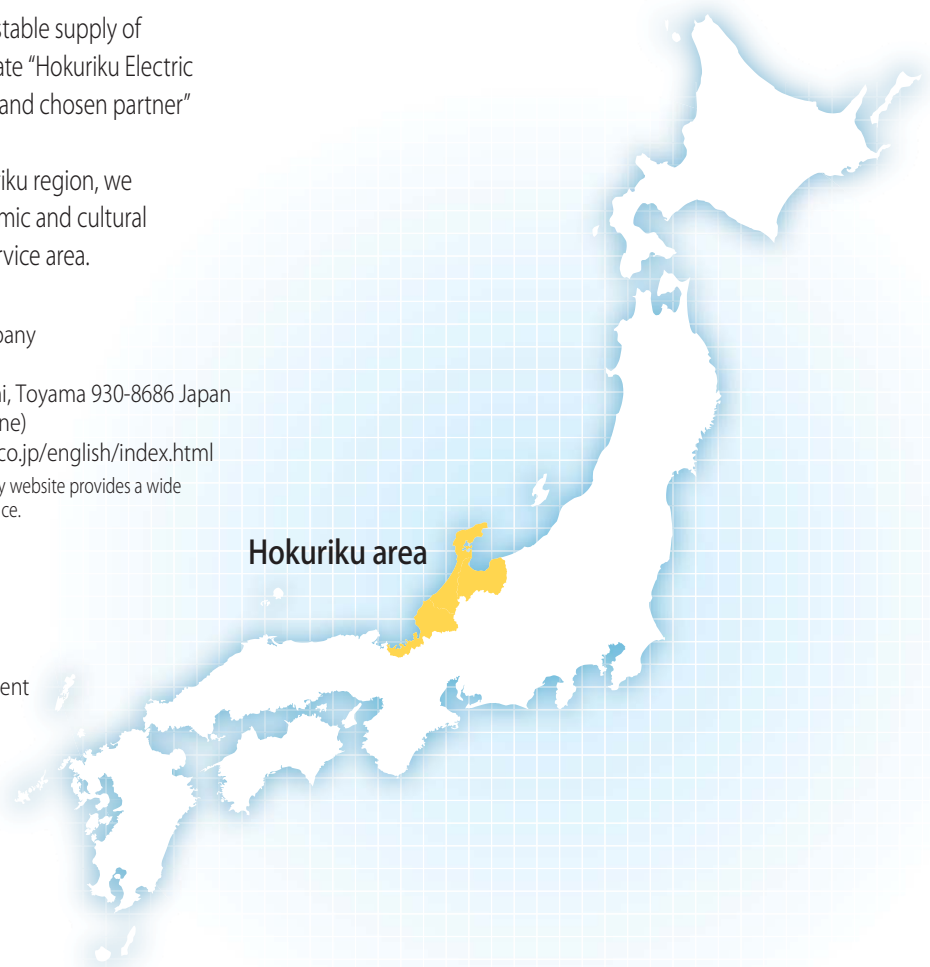 stable supply of
ate “Hokuriku Electric
and chosen partner”
riku region, we
mic and cultural
rvice area.
pany
i, Toyama 930-8686 Japan
ne)
co.jp/english/index.html
y website provides a wide
ce.
Hokuriku area
ent